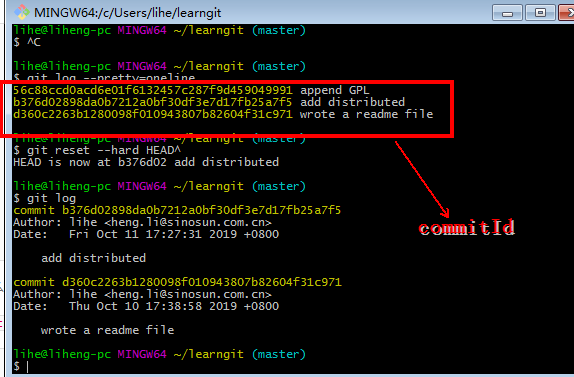 MINGW64:/c/Users/lihe/learngit
lihe@liheng-pc MINGW64 ~/learngit (master)
$ ^C
lihe@liheng-pc MINGW64 ~/learngit (master)
$ git log --pretty=oneline
56c88ccd0acd6e01f6132457c287f9d459049991 append GPL
b376d02898da0b7212a0bf30df3e7d17fb25a7f5 add distributed
d360c2263b1280098f010943807b82604f31c971 wrote a readme file
lihe@liheng-pc MINGW64 ~/learngit (master)
$ git reset --hard HEAD^
HEAD is now at b376d02 add distributed
lihe@liheng-pc MINGW64 ~/learngit (master)
$ git log
commit b376d02898da0b7212a0bf30df3e7d17fb25a7f5
Author: lihe <heng.li@sinosun.com.cn>
Date:   Fri Oct 11 17:27:31 2019 +0800
add distributed
commit d360c2263b1280098f010943807b82604f31c971
Author: lihe <heng.li@sinosun.com.cn>
Date:   Thu Oct 10 17:38:58 2019 +0800
wrote a readme file
lihe@liheng-pc MINGW64 ~/learngit (master)
$
commitId